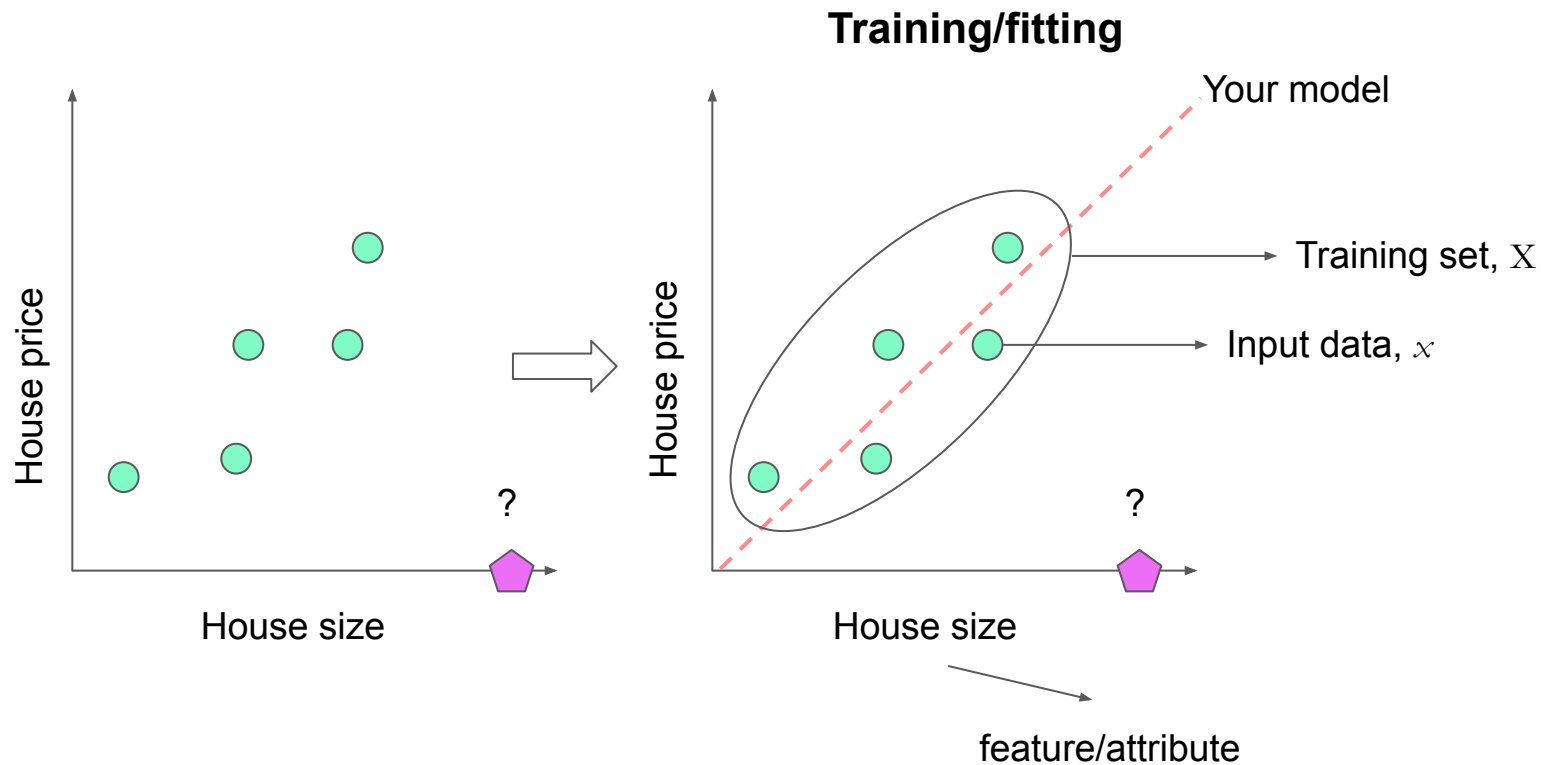 Training/fitting
Your model
Training set, X
Input data, x
House price
House price
?
?
House size
House size
feature/attribute